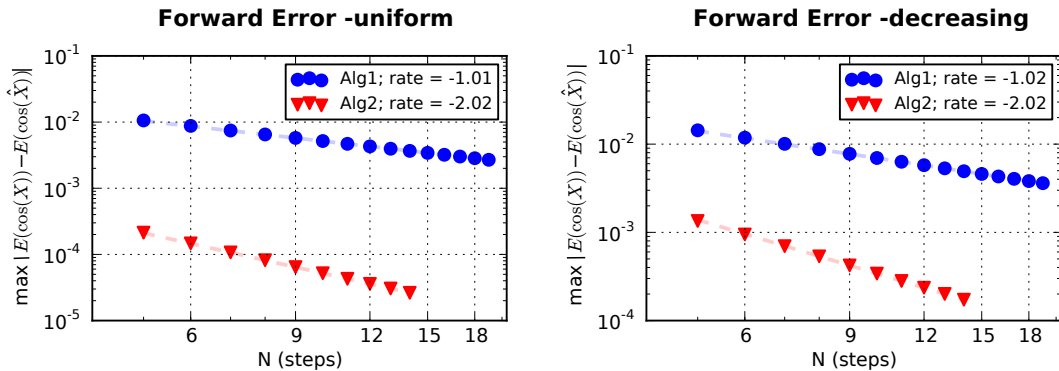 Forward Error -uniform
max |E(cos(X)) − E(cos(X̂))|
10^{-1}
10^{-2}
10^{-3}
10^{-4}
10^{-5}
Alg1; rate = -1.01
Alg2; rate = -2.02
6 9 12 15 18
N (steps)
Forward Error -decreasing
max |E(cos(X)) − E(cos(X̂))|
10^{-1}
10^{-2}
10^{-3}
10^{-4}
Alg1; rate = -1.02
Alg2; rate = -2.02
6 9 12 15 18
N (steps)